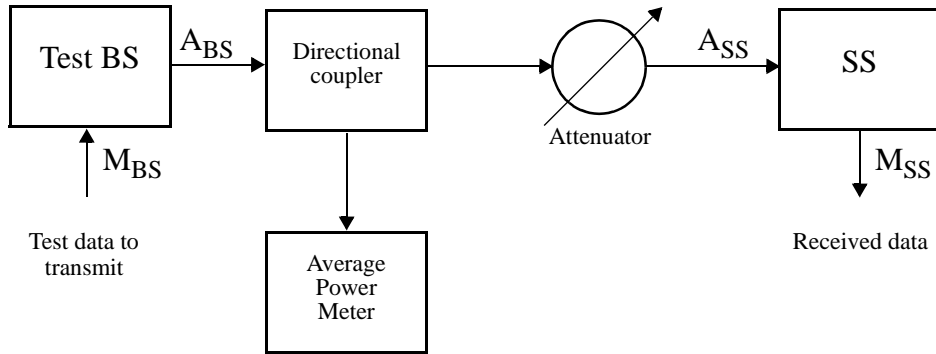 Test BS
A_BS
Directional
coupler
A_SS
SS
Attenuator
M_BS
M_SS
Test data to
transmit
Received data
Average
Power
Meter